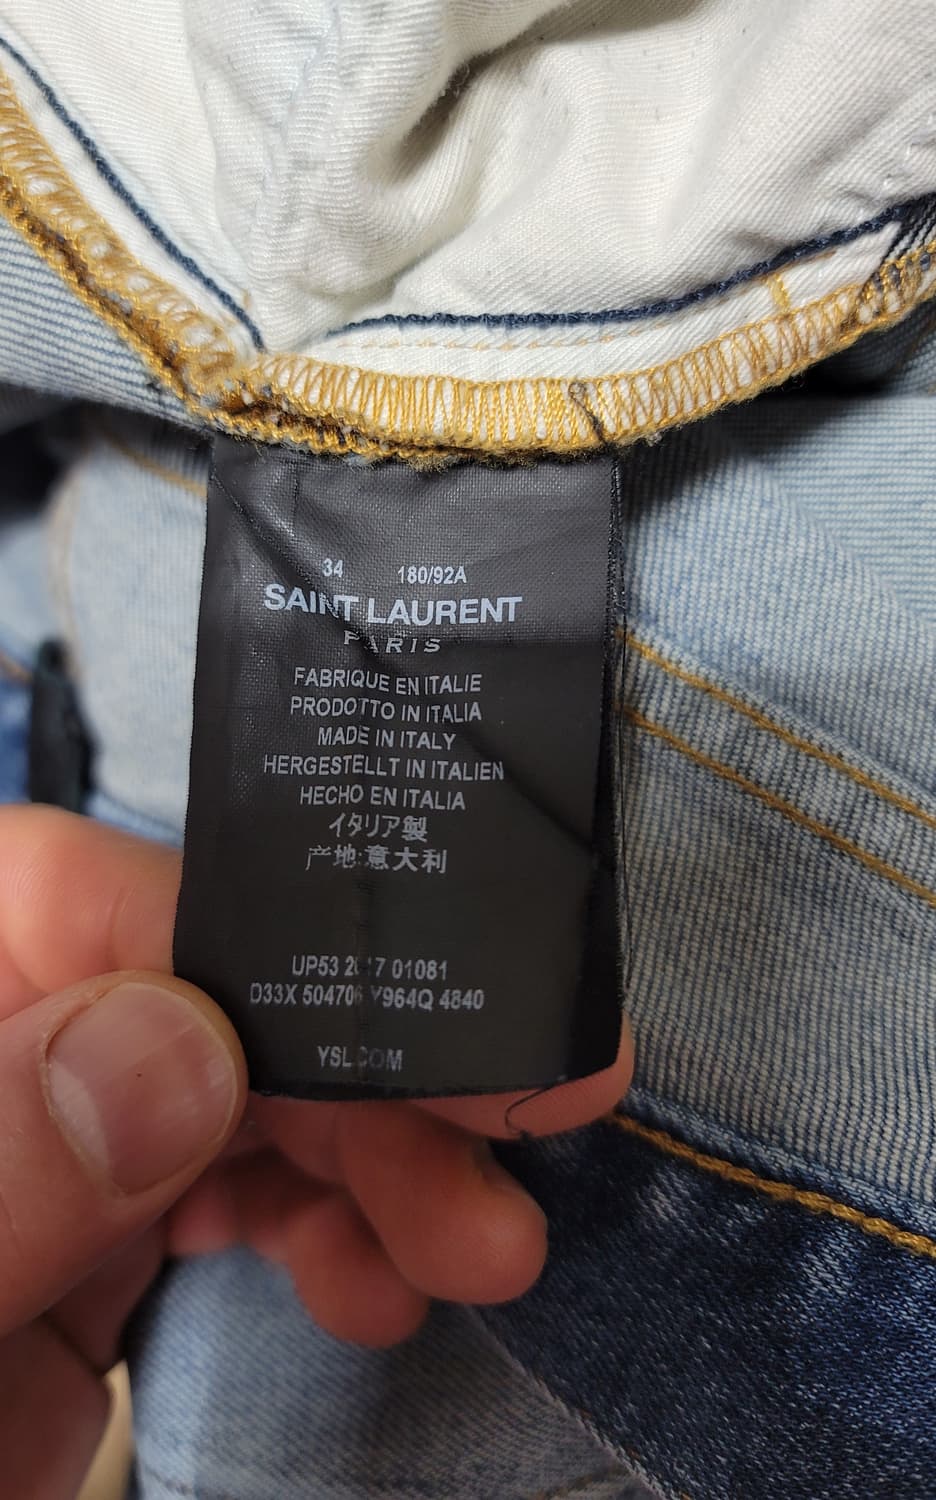 34 180/92A
SAINT LAURENT
PARIS
FABRIQUE EN ITALIE
PRODOTTO IN ITALIA
MADE IN ITALY
HERGESTELLT IN ITALIEN
HECHO EN ITALIA
イタリア製
产地:意大利
UP53 2017 01081
D33X 504706 Y964Q 4840
YSL.COM